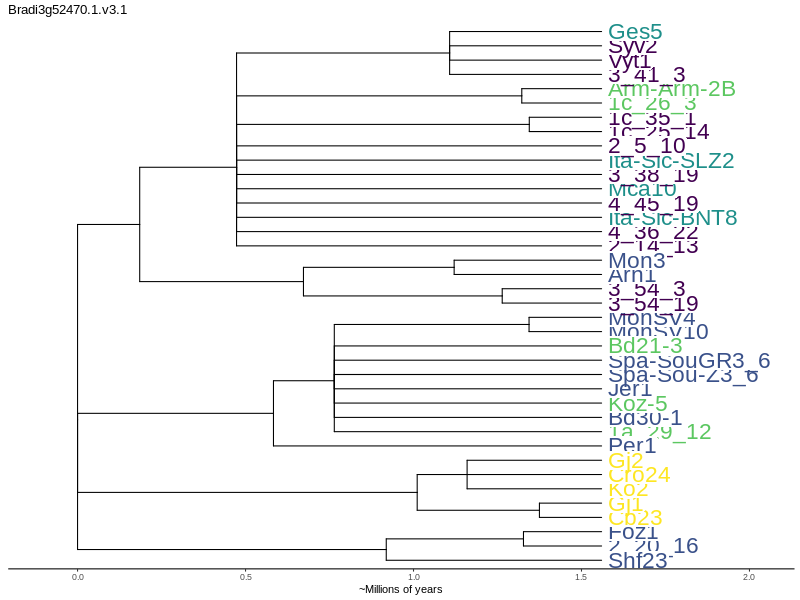 Bradi3g52470.1.v3.1
Ges5
Syv2
Vyt1
3_41_3
Arm-Arm-2B
1c_26_3
1c_35_1
1c_25_14
2_5_10
Ita-Sic-SLZ2
3_38_19
Mca10
4_45_19
Ita-Sic-BNT8
4_36_22
2_14_13
Mon3
Arn1
3_54_3
3_54_19
MonSV4
MonSV10
Bd21-3
Spa-SouGR3_6
Spa-Sou-Z3_6
Jer1
Koz-5
Bd30-1
Ta_29_12
Per1
Gj2
Cro24
Ko2
Gj1
Cb23
Foz1
2_20_16
Shf23
0.0 0.5 1.0 1.5 2.0
~Millions of years